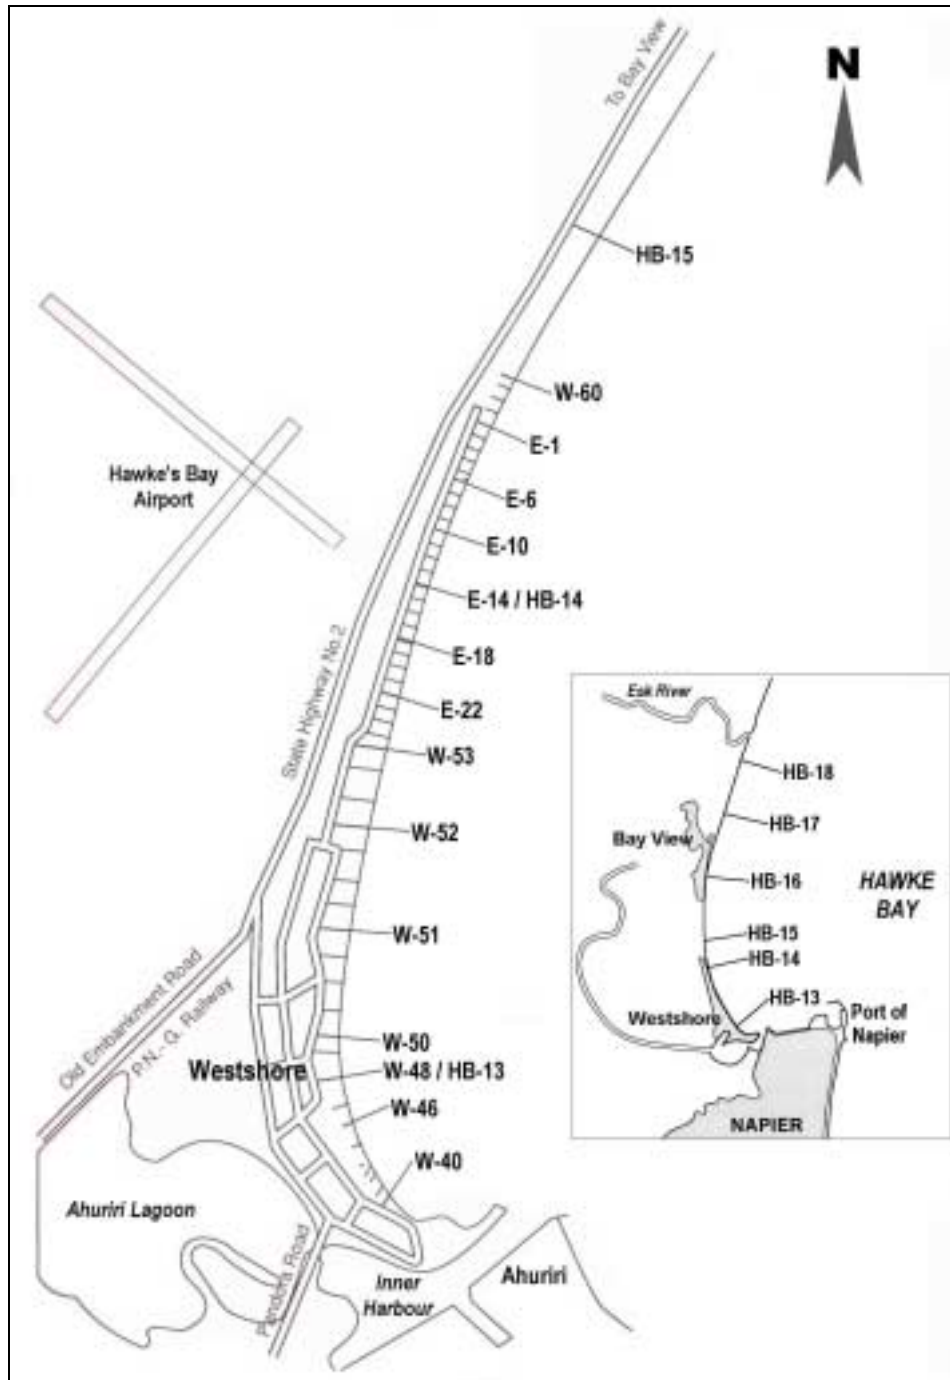 To Bay View
N
HB-15
W-60
E-1
Hawke's Bay
Airport
E-6
E-10
E-14 / HB-14
E-18
State Highway No.2
E-22
W-53
W-52
W-51
Old Embankment Road
P.N.- G. Railway
W-50
Westshore
W-48 / HB-13
W-46
W-40
Ahuriri Lagoon
Pandora Road
Inner
Harbour
Ahuriri
Esk River
HB-18
HB-17
Bay View
HB-16
HAWKE
BAY
HB-15
HB-14
HB-13
Westshore
Port of
Napier
NAPIER